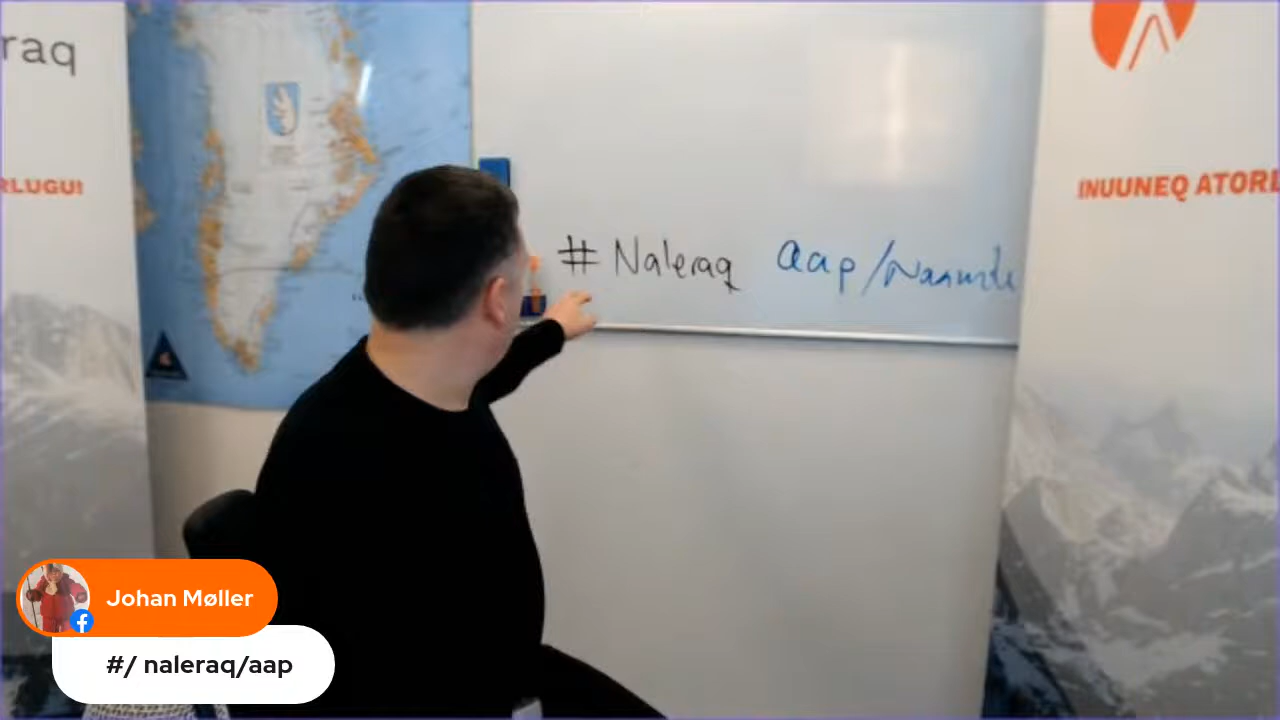 raq
RLUGU!
# Naleraq aap/Naamik
INUUNEQ ATORL
Johan Møller
#/ naleraq/aap